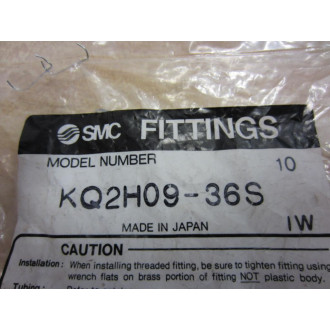 SMC FITTINGS
MODEL NUMBER 10
KQ2H09-36S
MADE IN JAPAN IW
CAUTION
Installation: When installing threaded fitting, be sure to tighten fitting using
wrench flats on brass portion of fitting NOT plastic body.
Tubing: